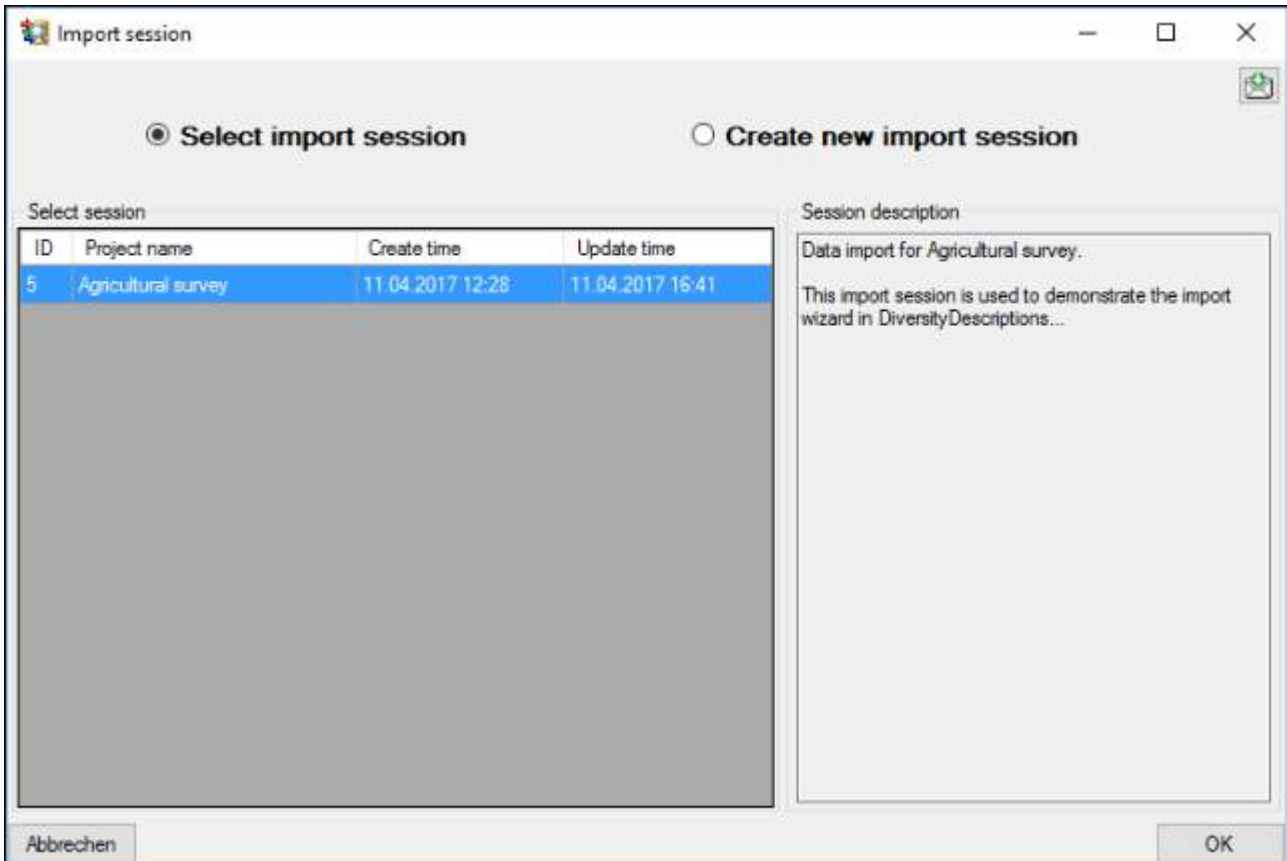 Import session
Select import session
Create new import session
Select session
ID Project name Create time Update time
5 Agricultural survey 11.04.2017 12:28 11.04.2017 16:41
Session description
Data import for Agricultural survey.
This import session is used to demonstrate the import
wizard in DiversityDescriptions...
Abbrechen
OK